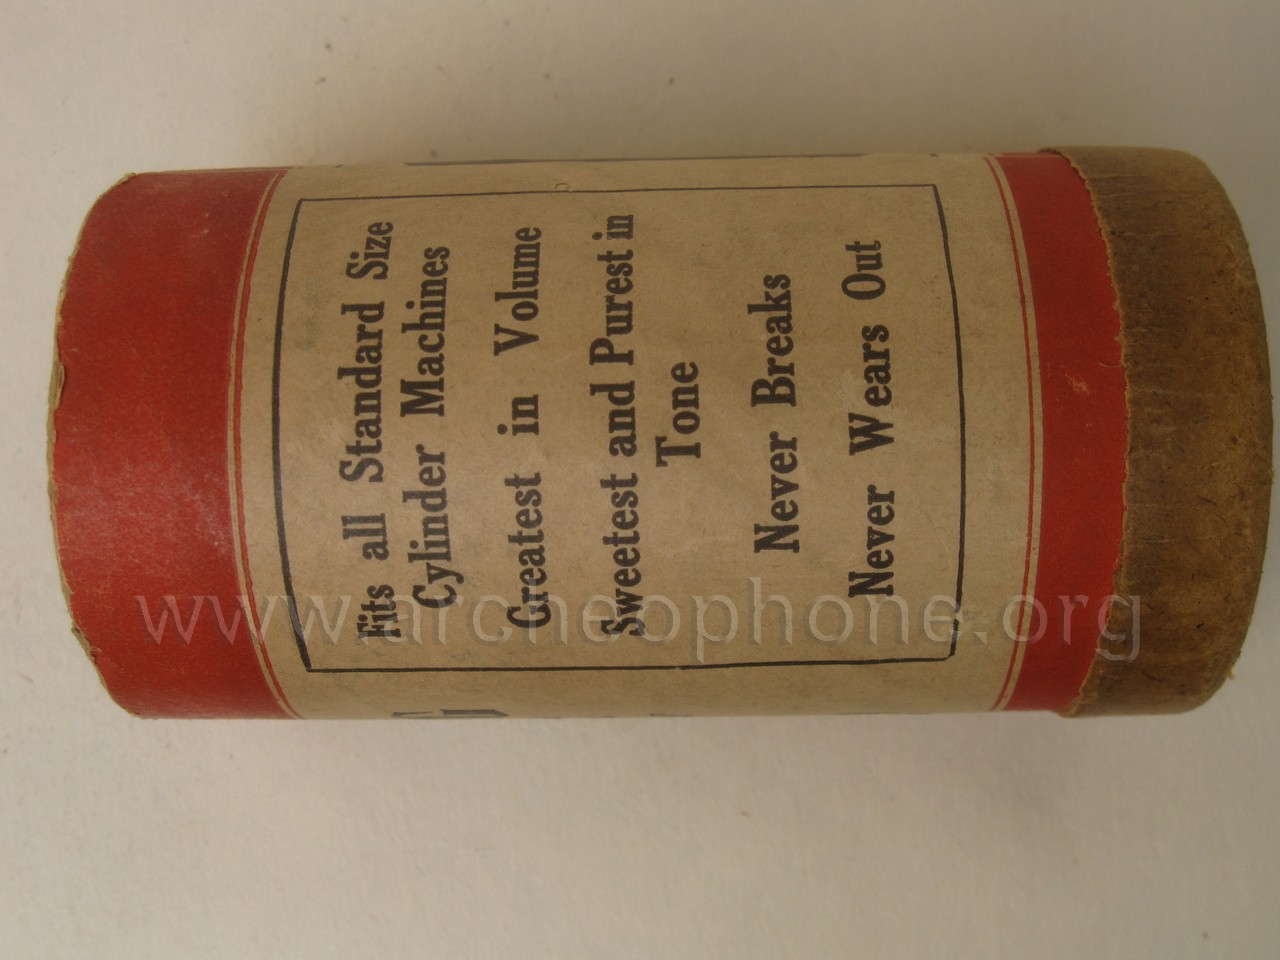 Fits all Standard Size
Cylinder Machines
Greatest in Volume
Sweetest and Purest in
Tone
Never Breaks
Never Wears Out
www.archeophone.org